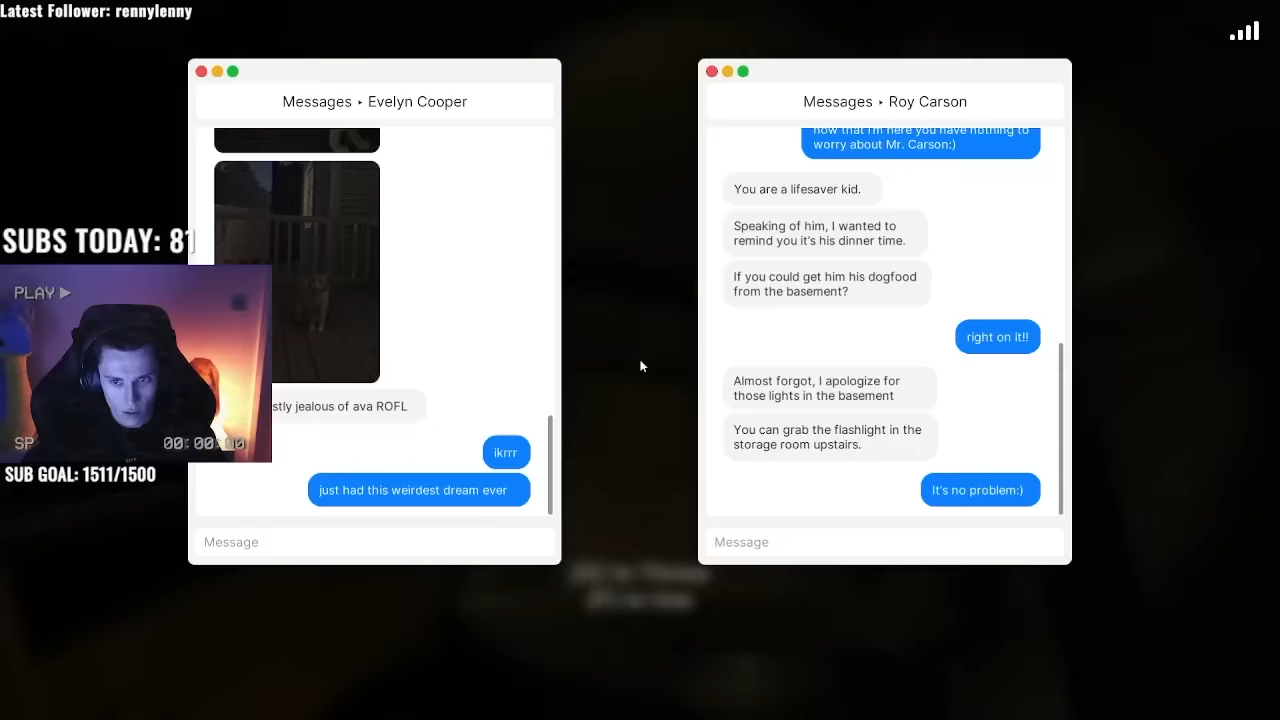 Latest Follower: rennylenny
Messages ‣ Evelyn Cooper
stly jealous of ava ROFL
ikrrr
just had this weirdest dream ever
Message
Messages ‣ Roy Carson
now that I'm here you have nothing to
worry about Mr. Carson:)
You are a lifesaver kid.
Speaking of him, I wanted to
remind you it's his dinner time.
If you could get him his dogfood
from the basement?
right on it!!
Almost forgot, I apologize for
those lights in the basement
You can grab the flashlight in the
storage room upstairs.
It's no problem:)
Message
SUBS TODAY: 81
PLAY
SP
00:00:00
SUB GOAL: 1511/1500